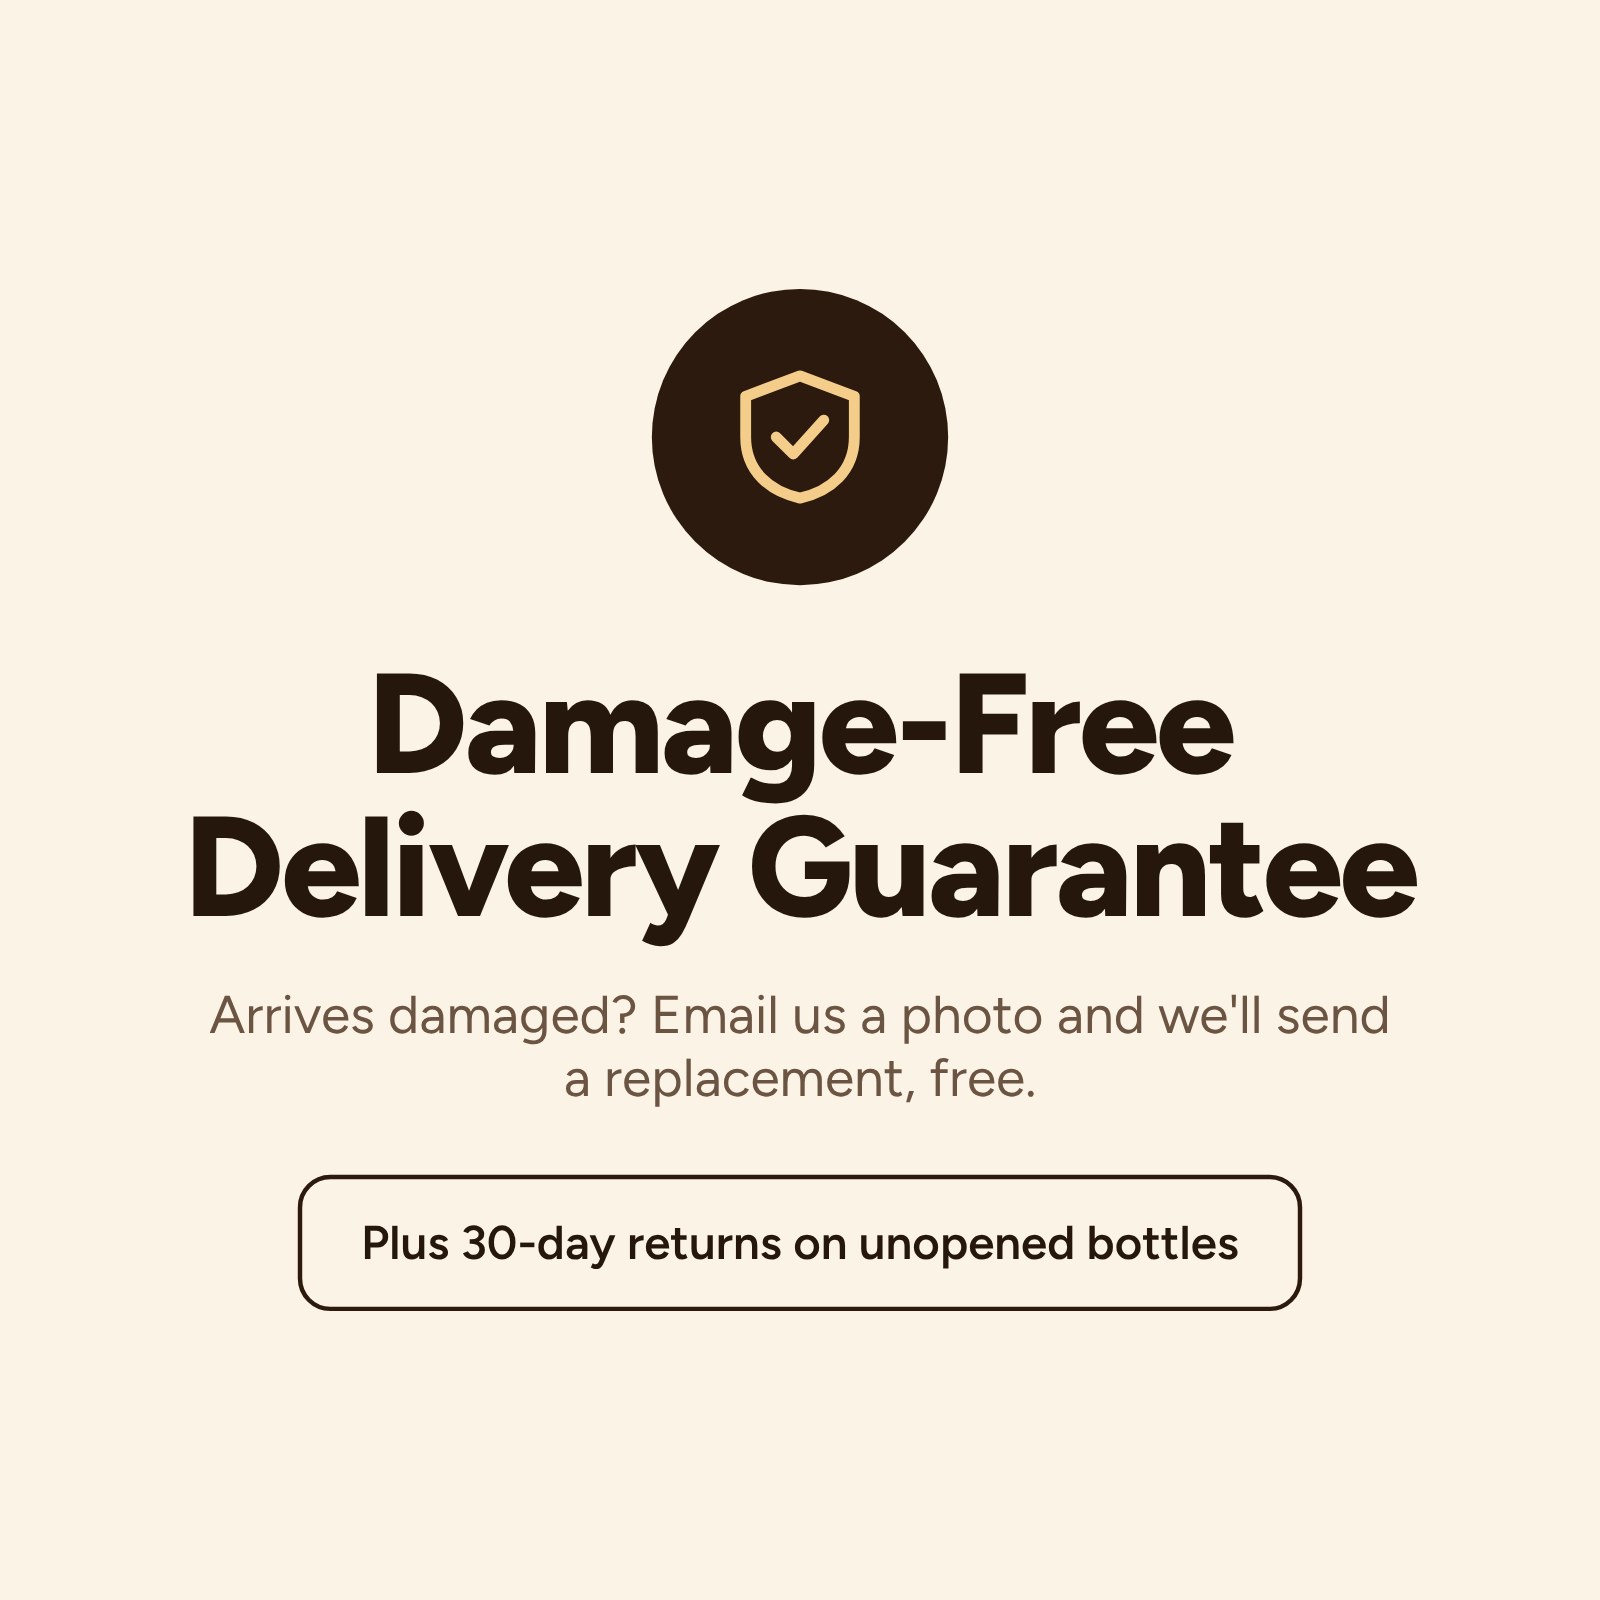 Damage-Free
Delivery Guarantee
Arrives damaged? Email us a photo and we'll send
a replacement, free.
Plus 30-day returns on unopened bottles